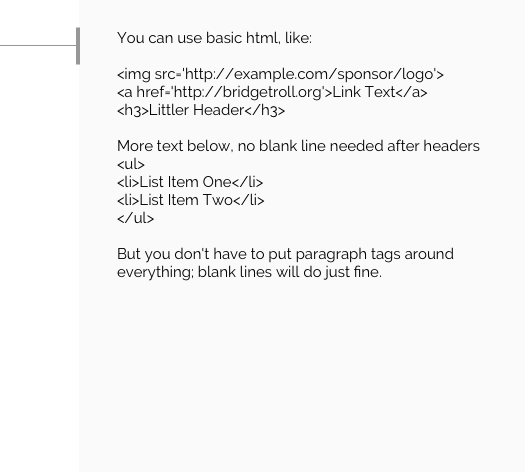 You can use basic html, like:
<img src='http://example.com/sponsor/logo'>
<a href='http://bridgetroll.org'>Link Text</a>
<h3>Littler Header</h3>
More text below, no blank line needed after headers
<ul>
<li>List Item One</li>
<li>List Item Two</li>
</ul>
But you don't have to put paragraph tags around
everything; blank lines will do just fine.